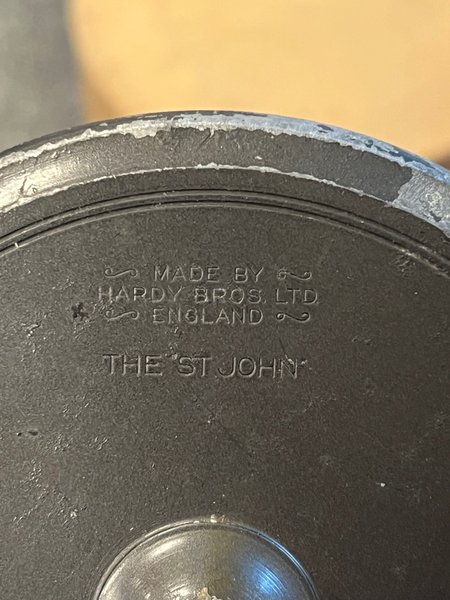 MADE BY
HARDY BROS. LTD
ENGLAND
THE "ST JOHN"